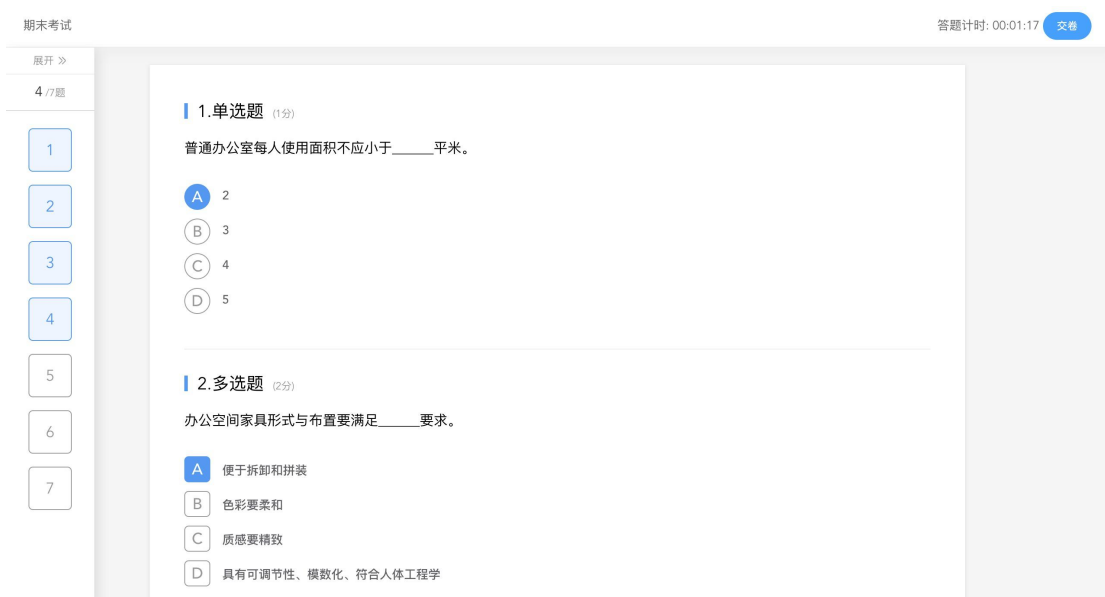 期末考试
答题计时: 00:01:17 交卷
展开 »
4 /7题
1
2
3
4
5
6
7
1.单选题 (1分)
普通办公室每人使用面积不应小于______平米。
A 2
B 3
C 4
D 5
2.多选题 (2分)
办公空间家具形式与布置要满足______要求。
A 便于拆卸和拼装
B 色彩要柔和
C 质感要精致
D 具有可调节性、模数化、符合人体工程学